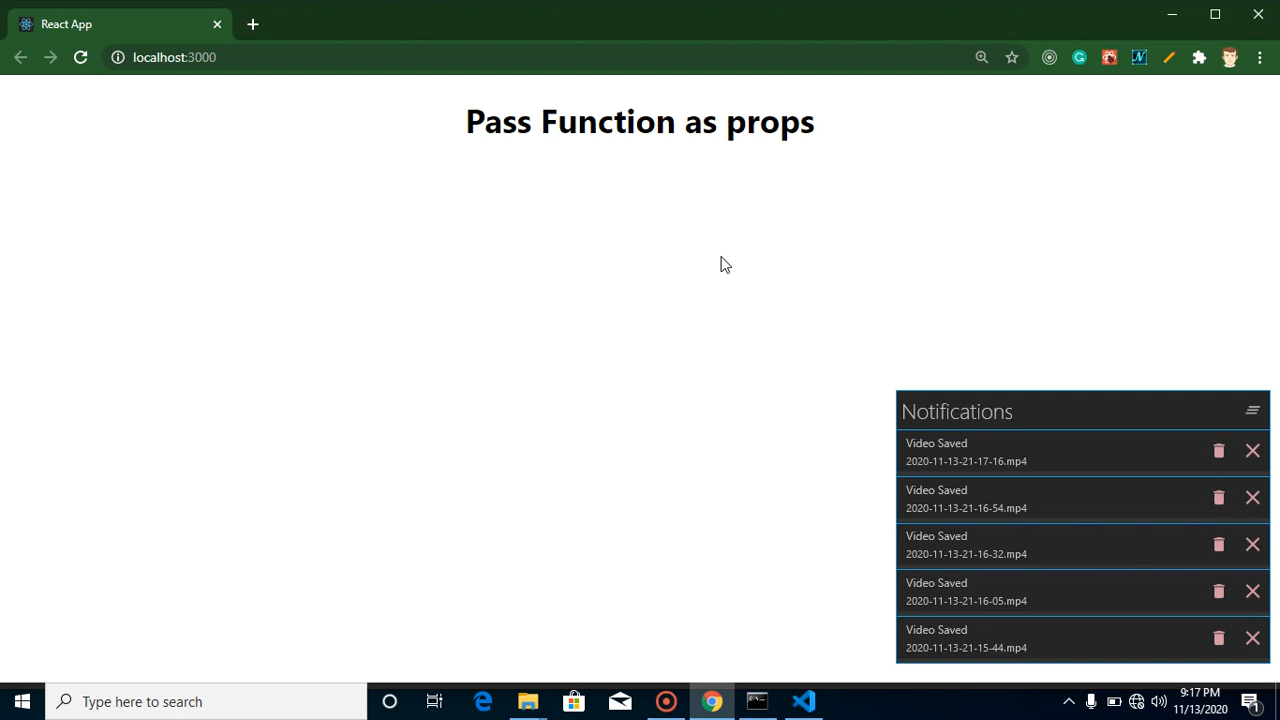 React App
localhost:3000
Pass Function as props
Notifications
Video Saved
2020-11-13-21-17-16.mp4
Video Saved
2020-11-13-21-16-54.mp4
Video Saved
2020-11-13-21-16-32.mp4
Video Saved
2020-11-13-21-16-05.mp4
Video Saved
2020-11-13-21-15-44.mp4
Type here to search
9:17 PM
11/13/2020
1